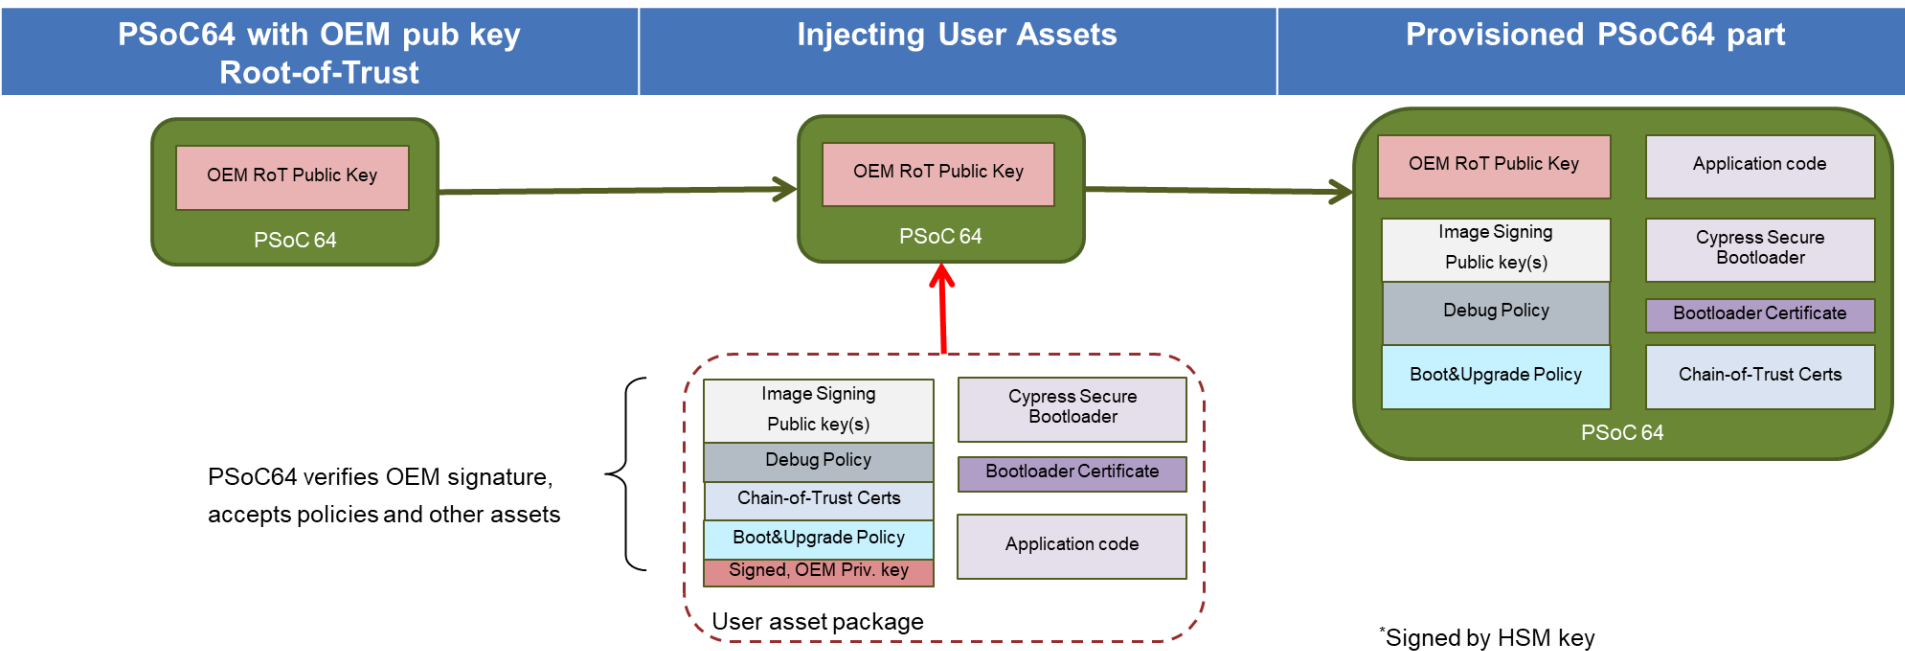 PSoC64 with OEM pub key
Root-of-Trust
Injecting User Assets
Provisioned PSoC64 part
OEM RoT Public Key
PSoC 64
OEM RoT Public Key
PSoC 64
OEM RoT Public Key
Application code
Image Signing
Public key(s)
Cypress Secure
Bootloader
Debug Policy
Bootloader Certificate
Boot&Upgrade Policy
Chain-of-Trust Certs
PSoC 64
PSoC64 verifies OEM signature,
accepts policies and other assets
Image Signing
Public key(s)
Debug Policy
Chain-of-Trust Certs
Boot&Upgrade Policy
Signed, OEM Priv. key
Cypress Secure
Bootloader
Bootloader Certificate
Application code
User asset package
*Signed by HSM key